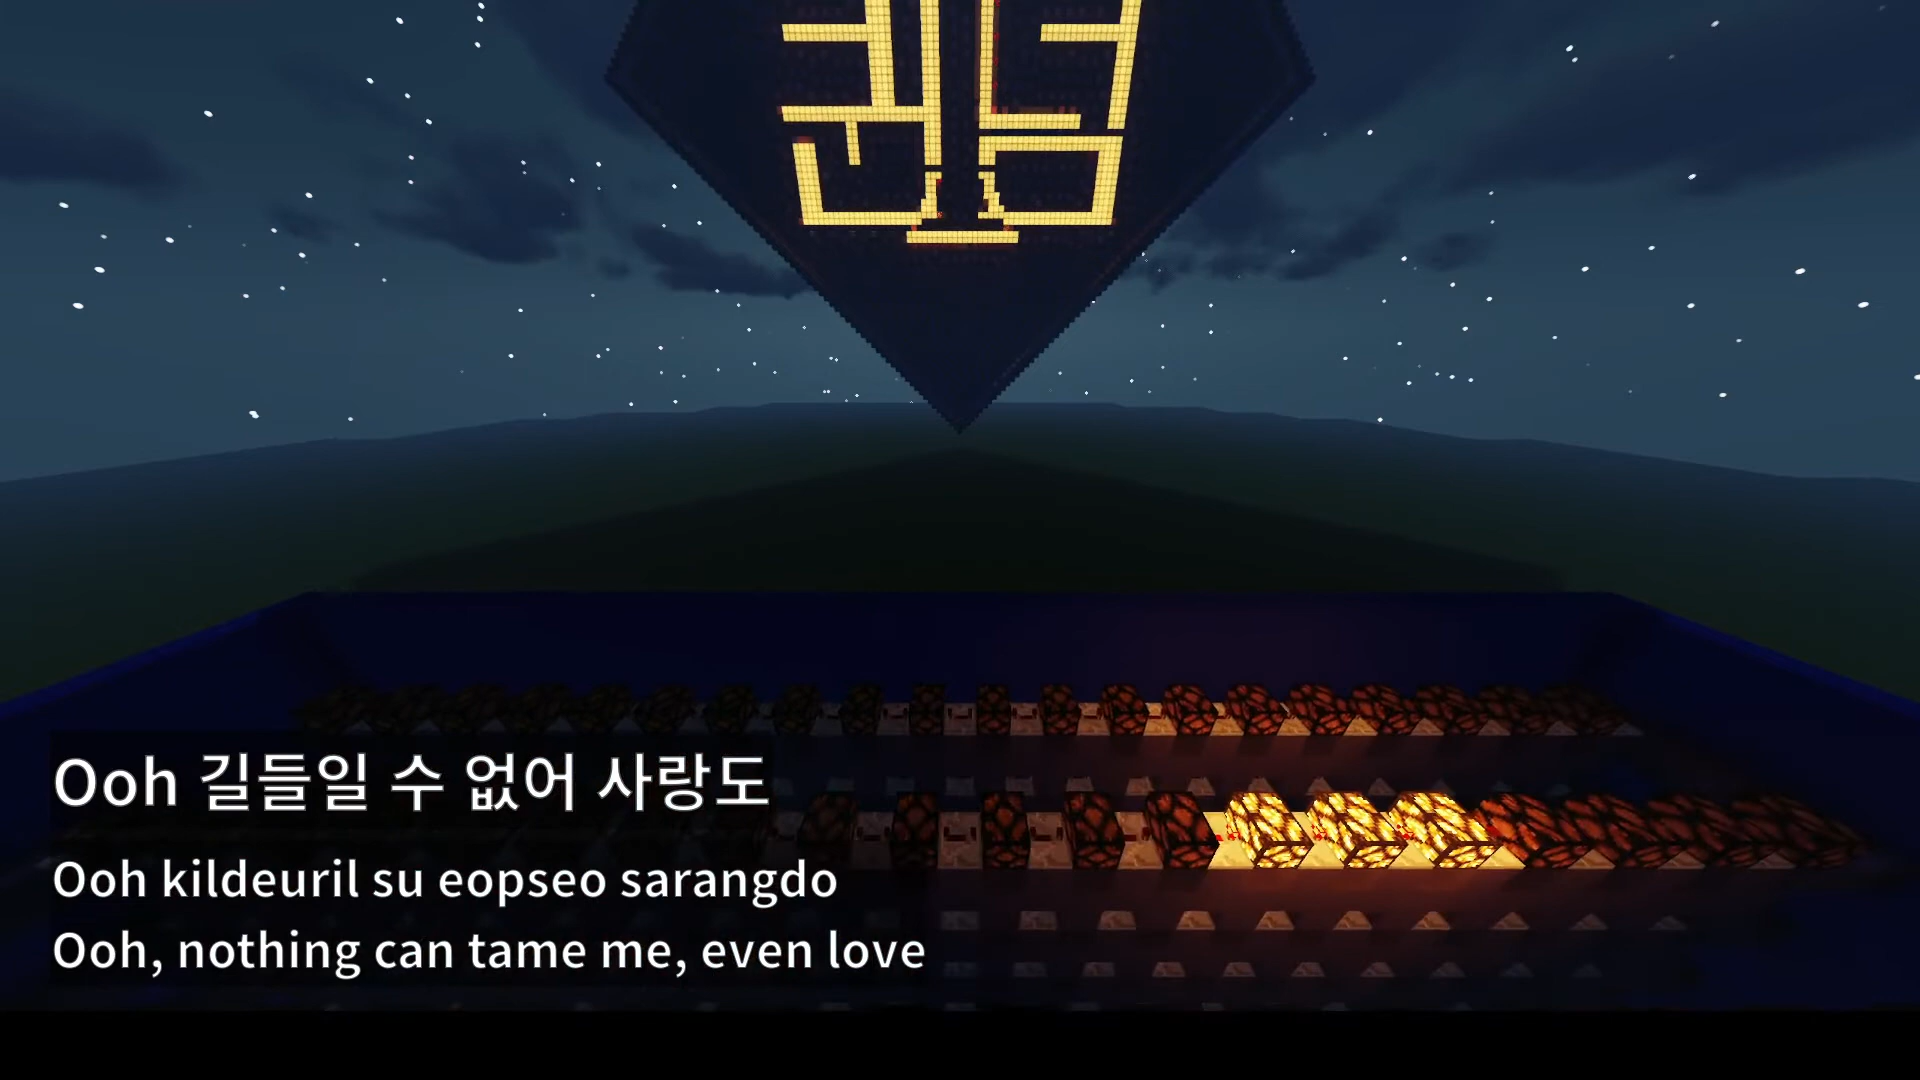 퀸덤
Ooh 길들일 수 없어 사랑도
Ooh kildeuril su eopseo sarangdo
Ooh, nothing can tame me, even love